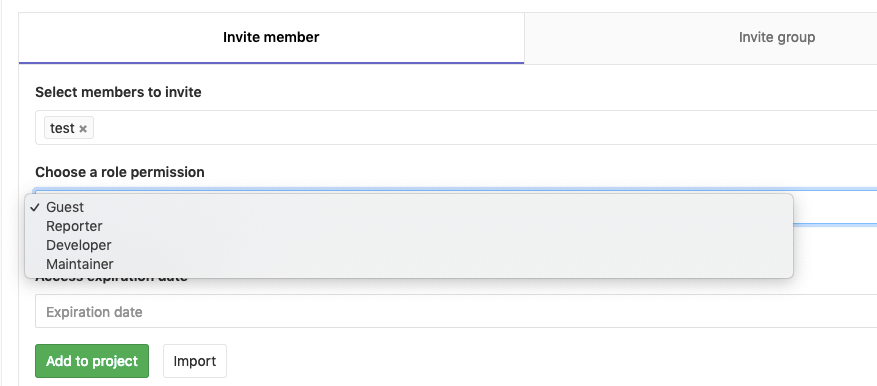 Invite member
Invite group
Select members to invite
test ×
Choose a role permission
✓ Guest
Reporter
Developer
Maintainer
Access expiration date
Expiration date
Add to project
Import